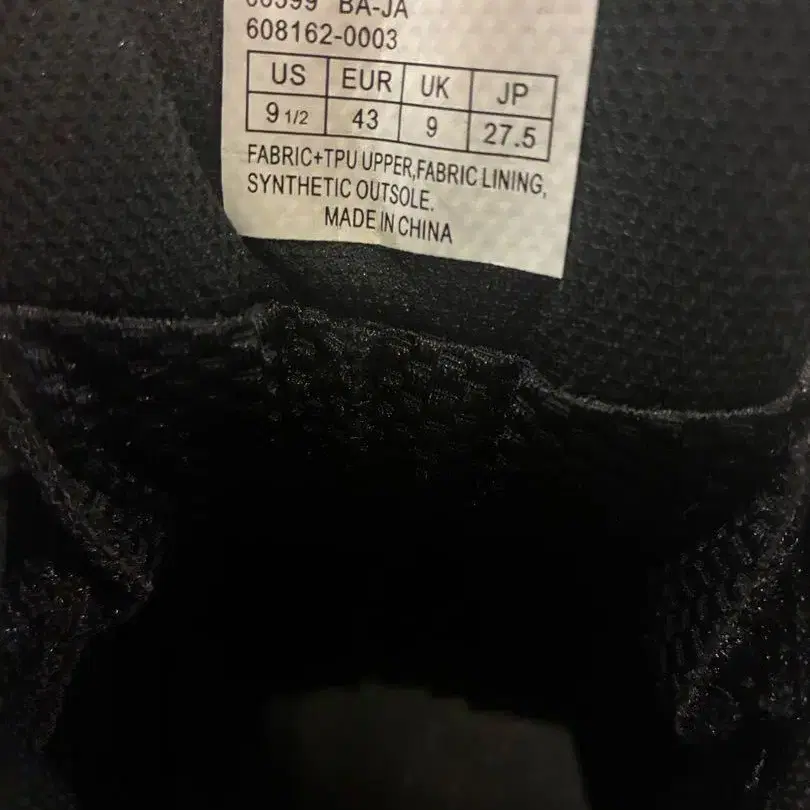 BA-JA
608162-0003
US EUR UK JP
9 1/2 43 9 27.5
FABRIC+TPU UPPER,FABRIC LINING,
SYNTHETIC OUTSOLE.
MADE IN CHINA